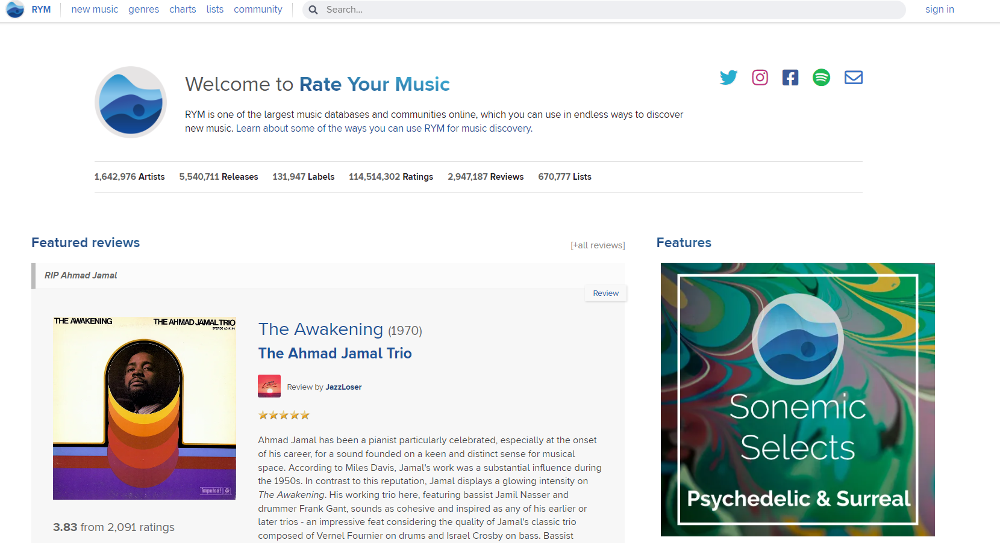 RYM
new music genres charts lists community
Search...
sign in
Welcome to Rate Your Music
RYM is one of the largest music databases and communities online, which you can use in endless ways to discover
new music. Learn about some of the ways you can use RYM for music discovery.
1,642,976 Artists 5,540,711 Releases 131,947 Labels 114,514,302 Ratings 2,947,187 Reviews 670,777 Lists
Featured reviews
[+all reviews]
RIP Ahmad Jamal
Review
THE AWAKENING
THE AHMAD JAMAL TRIO
STEREO AS-9194
impulse!
3.83 from 2,091 ratings
The Awakening (1970)
The Ahmad Jamal Trio
Review by JazzLoser
Ahmad Jamal has been a pianist particularly celebrated, especially at the onset
of his career, for a sound founded on a keen and distinct sense for musical
space. According to Miles Davis, Jamal's work was a substantial influence during
the 1950s. In contrast to this reputation, Jamal displays a glowing intensity on
The Awakening. His working trio here, featuring bassist Jamil Nasser and
drummer Frank Gant, sounds as cohesive and inspired as any of his earlier or
later trios - an impressive feat considering the quality of Jamal's classic trio
composed of Vernel Fournier on drums and Israel Crosby on bass. Bassist
Features
Sonemic
Selects
Psychedelic & Surreal